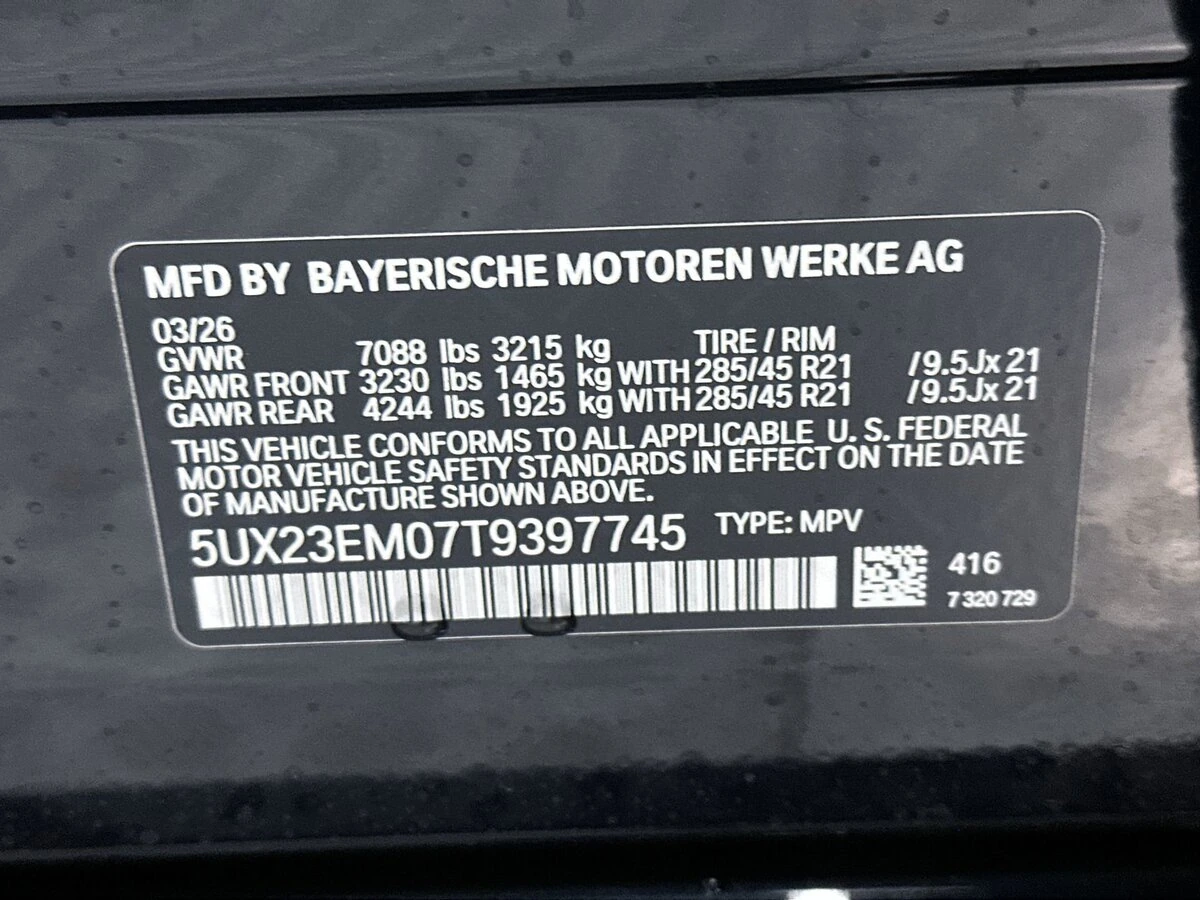 MFD BY BAYERISCHE MOTOREN WERKE AG
03/26
GVWR 7088 lbs 3215 kg TIRE / RIM
GAWR FRONT 3230 lbs 1465 kg WITH 285/45 R21 /9.5Jx 21
GAWR REAR 4244 lbs 1925 kg WITH 285/45 R21 /9.5Jx 21
THIS VEHICLE CONFORMS TO ALL APPLICABLE U. S. FEDERAL
MOTOR VEHICLE SAFETY STANDARDS IN EFFECT ON THE DATE
OF MANUFACTURE SHOWN ABOVE.
5UX23EM07T9397745 TYPE: MPV
416
7 320 729